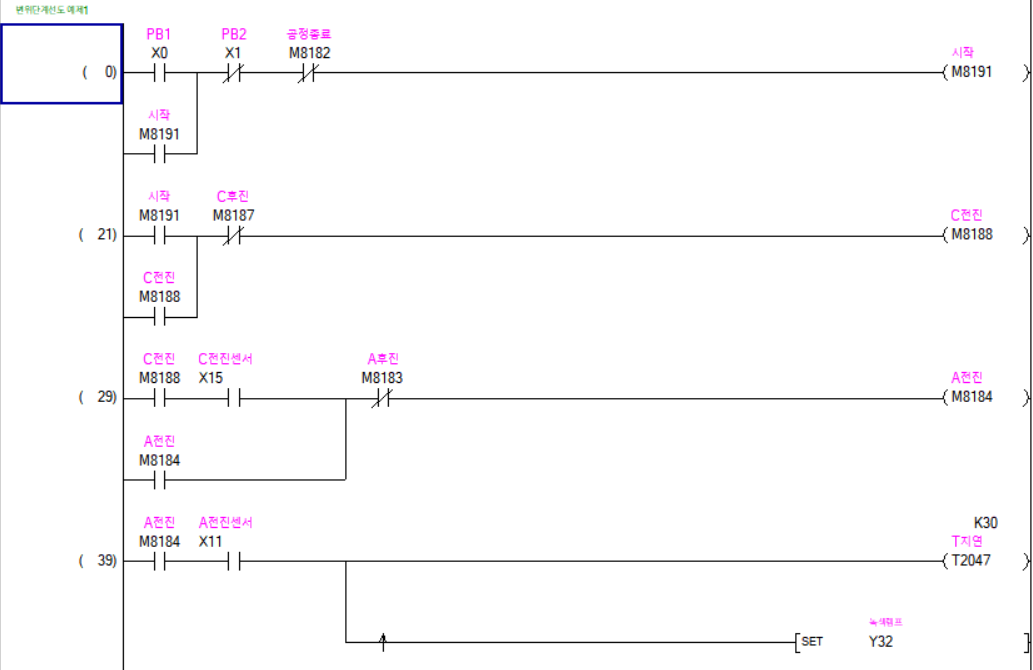 변위단계선도 예제1
PB1 PB2 공정종료
X0 X1 M8182 시작
( 0) ( M8191 )
시작
M8191
시작 C후진
M8191 M8187 C전진
( 21) ( M8188 )
C전진
M8188
C전진 C전진센서 A후진
M8188 X15 M8183 A전진
( 29) ( M8184 )
A전진
M8184
A전진 A전진센서 K30
M8184 X11 T지연
( 39) ( T2047 )
녹색램프
[ SET Y32 ]